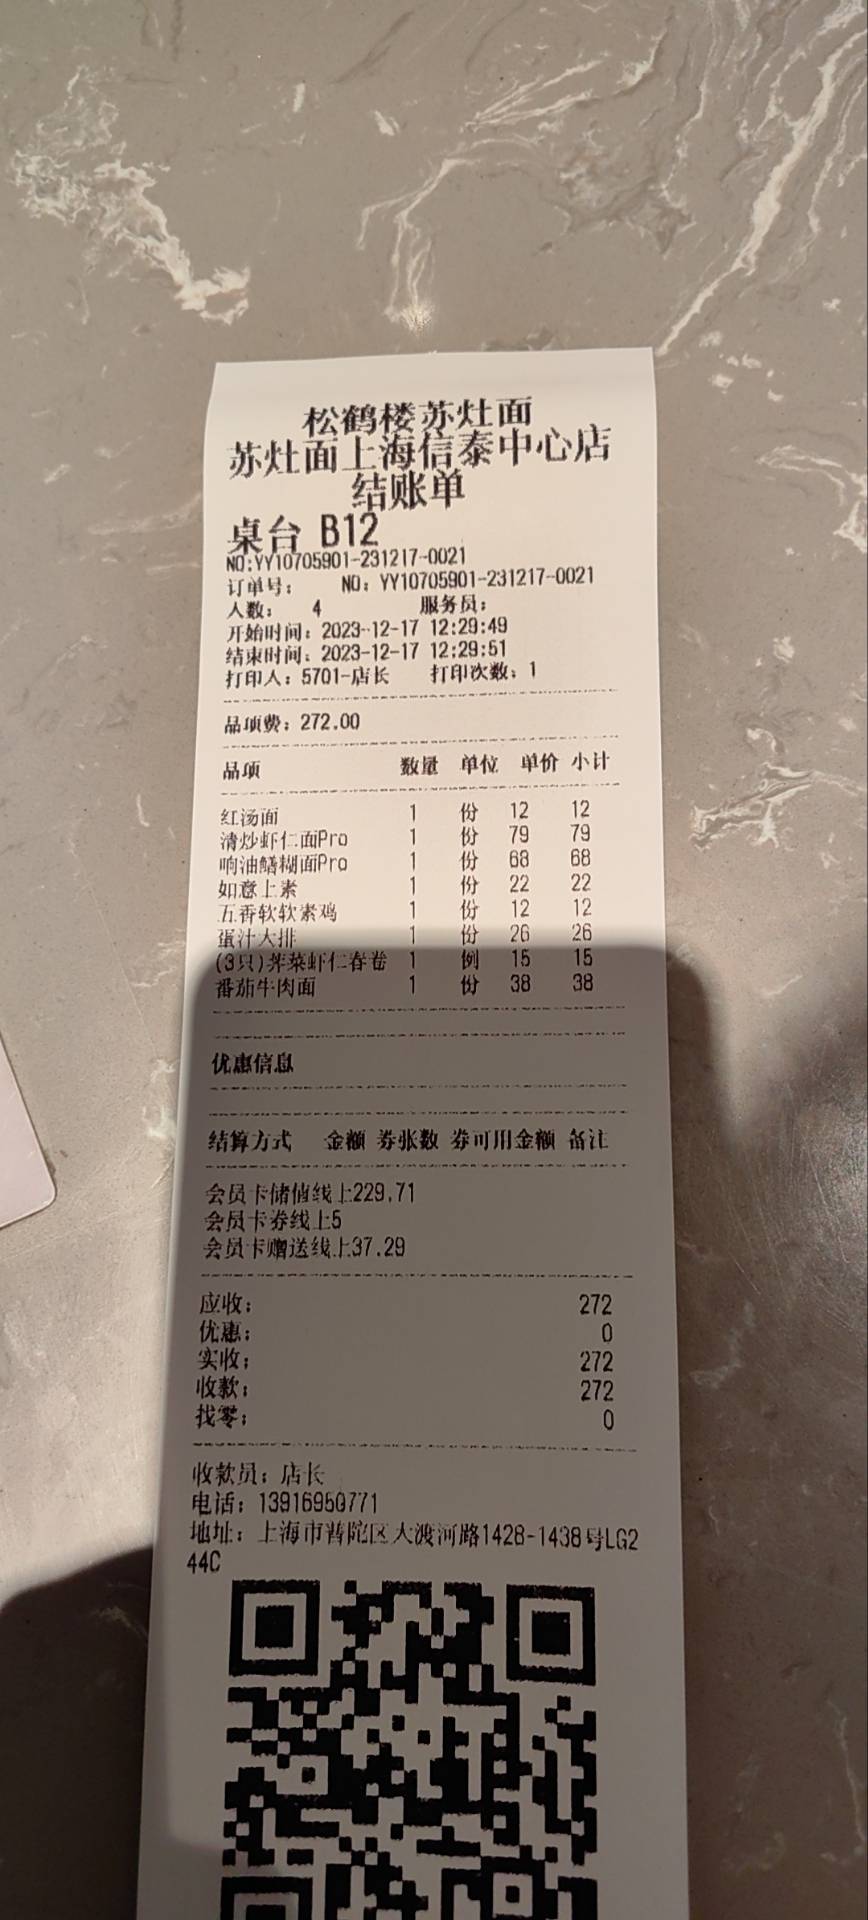 松鹤楼苏灶面
苏灶面上海信泰中心店
结账单
桌台 B12
NO:YY10705901-231217-0021
订单号: NO: YY10705901-231217-0021
人数: 4 服务员:
开始时间: 2023-12-17 12:29:49
结束时间: 2023-12-17 12:29:51
打印人: 5701-店长 打印次数: 1
品项费: 272.00
品项 数量 单位 单价 小计
红汤面 1 份 12 12
清炒虾仁面Pro 1 份 79 79
响油鳝糊面Pro 1 份 68 68
如意上素 1 份 22 22
五香软软素鸡 1 份 12 12
蛋汁大排 1 份 26 26
(3只)荠菜虾仁春卷 1 例 15 15
番茄牛肉面 1 份 38 38
优惠信息
结算方式 金额 券张数 券可用金额 备注
会员卡储值线上229.71
会员卡券线上5
会员卡赠送线上37.29
应收: 272
优惠: 0
实收: 272
收款: 272
找零: 0
收款员: 店长
电话: 13916950771
地址: 上海市普陀区大渡河路1428-1438号LG2
44C